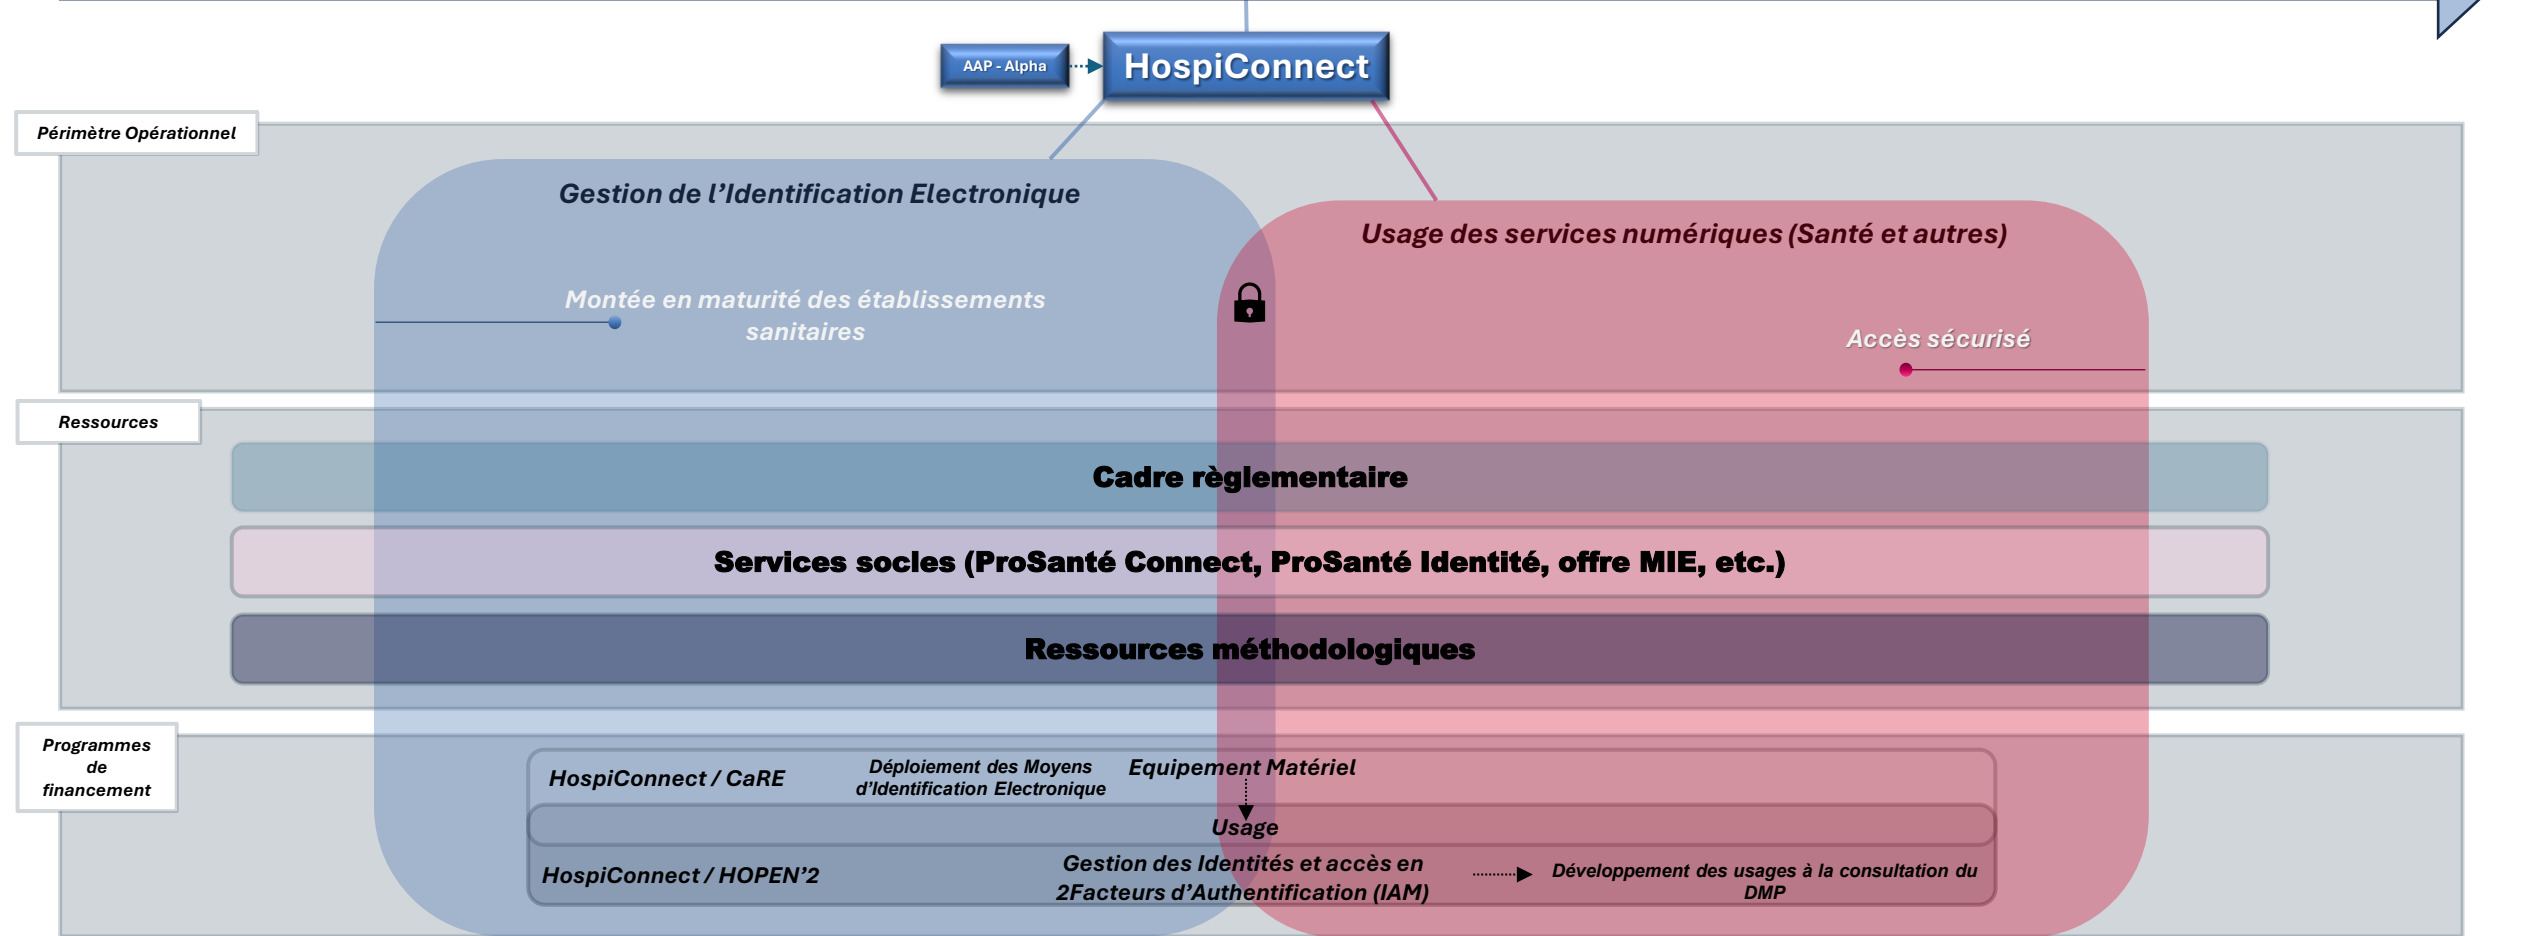 AAP - Alpha
HospiConnect
Périmètre Opérationnel
Gestion de l’Identification Electronique
Usage des services numériques (Santé et autres)
Montée en maturité des établissements
sanitaires
Accès sécurisé
Ressources
Cadre règlementaire
Services socles (ProSanté Connect, ProSanté Identité, offre MIE, etc.)
Ressources méthodologiques
Programmes
de
financement
HospiConnect / CaRE
Déploiement des Moyens
d’Identification Electronique
Equipement Matériel
Usage
HospiConnect / HOPEN’2
Gestion des Identités et accès en
2Facteurs d’Authentification (IAM)
Développement des usages à la consultation du
DMP